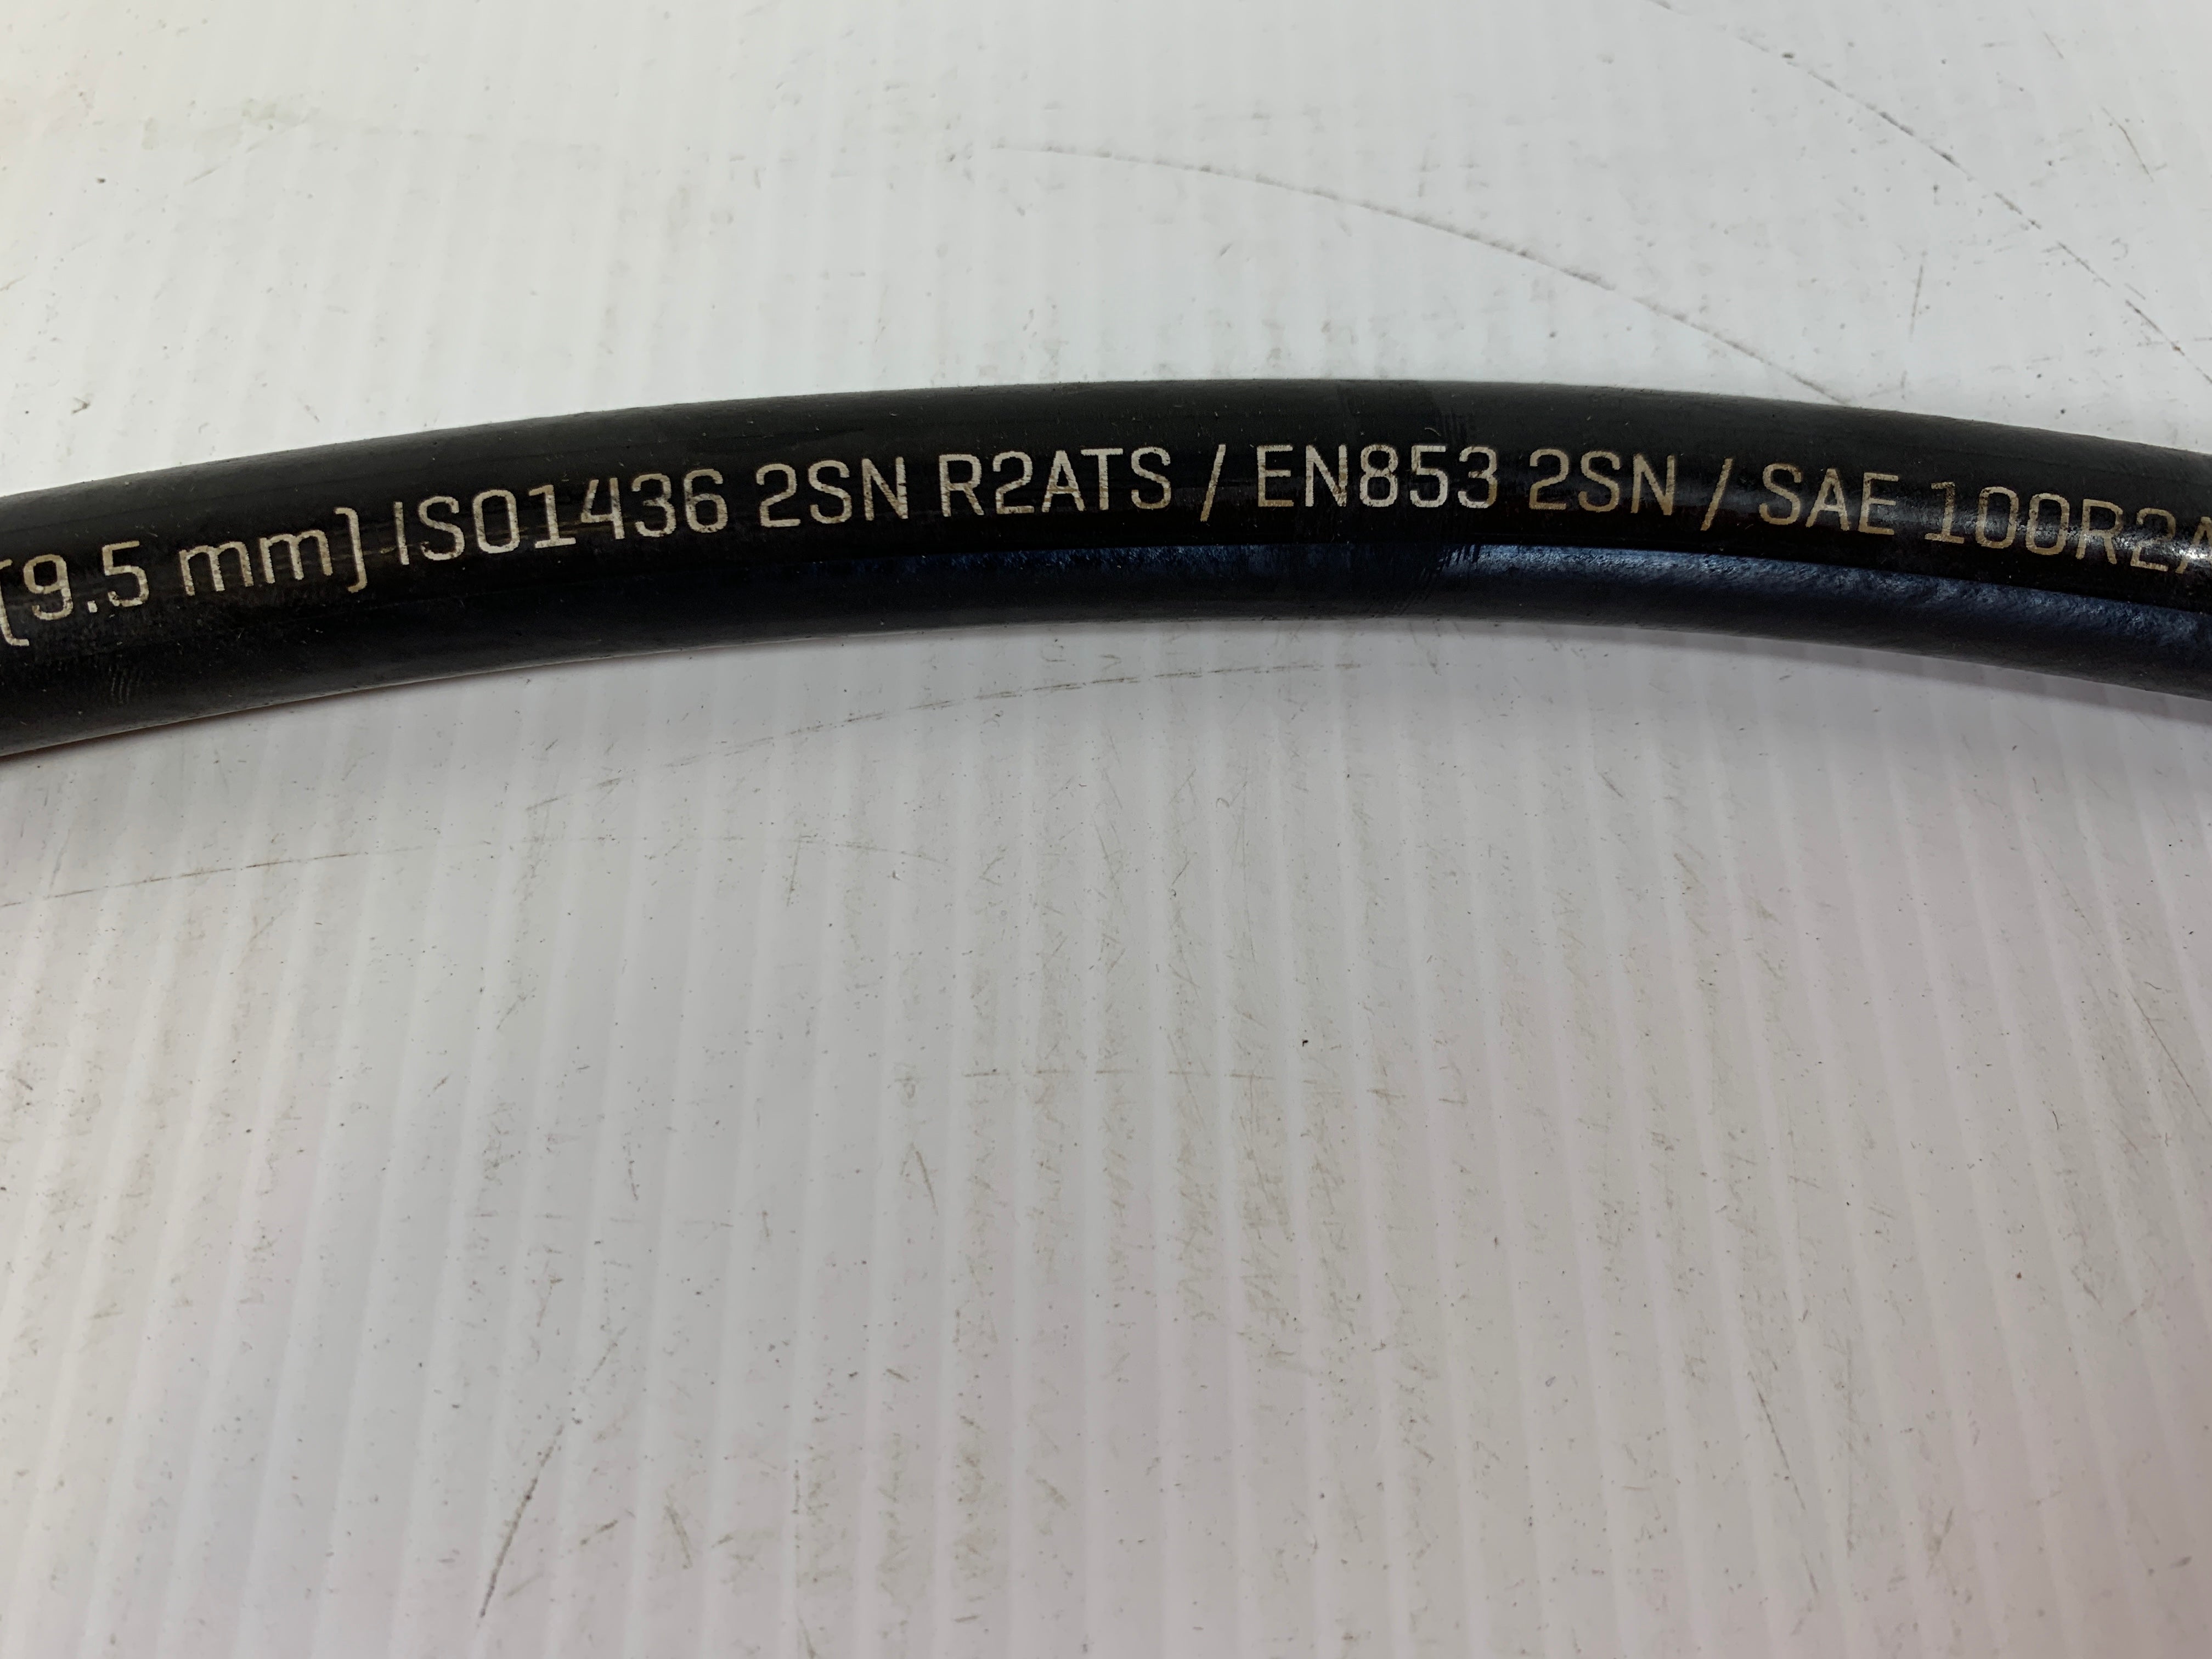 [9.5 mm] ISO1436 2SN R2ATS / EN853 2SN / SAE 100R2A